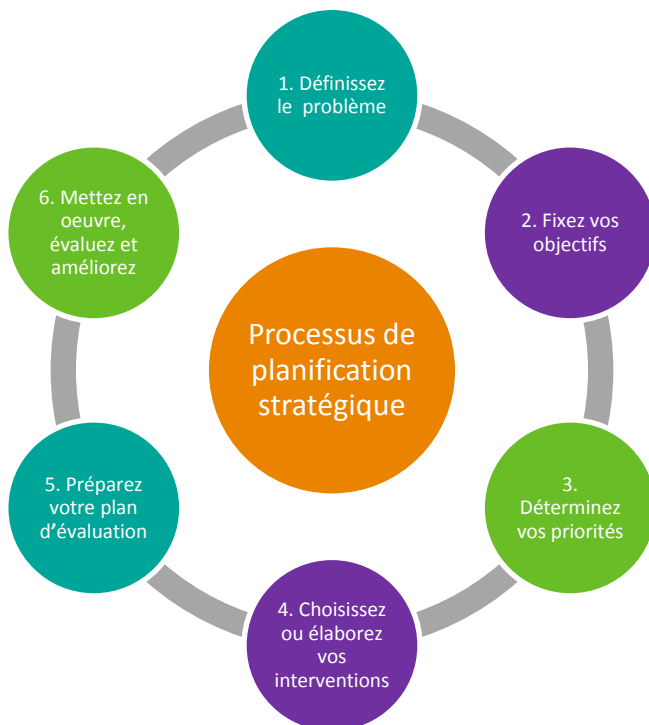 1. Définissez
le problème
2. Fixez vos
objectifs
3.
Déterminez
vos priorités
4. Choisissez
ou élaborez
vos
interventions
5. Préparez
votre plan
d'évaluation
6. Mettez en
oeuvre,
évaluez et
améliorez
Processus de
planification
stratégique